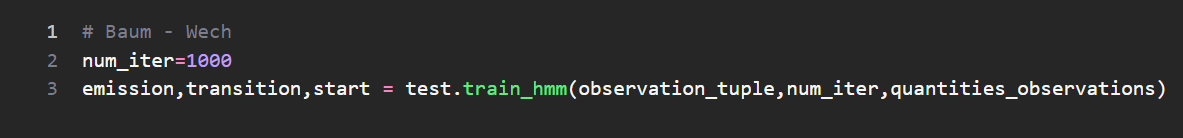 1 # Baum - Wech
2 num_iter=1000
3 emission,transition,start = test.train_hmm(observation_tuple,num_iter,quantities_observations)